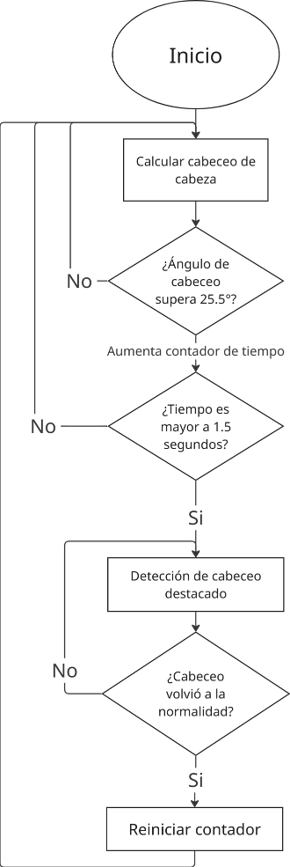 Inicio
Calcular cabeceo de
cabeza
¿Ángulo de
cabeceo
supera 25.5°?
No
Aumenta contador de tiempo
¿Tiempo es
mayor a 1.5
segundos?
No
Si
Detección de cabeceo
destacado
No
¿Cabeceo
volvió a la
normalidad?
Si
Reiniciar contador